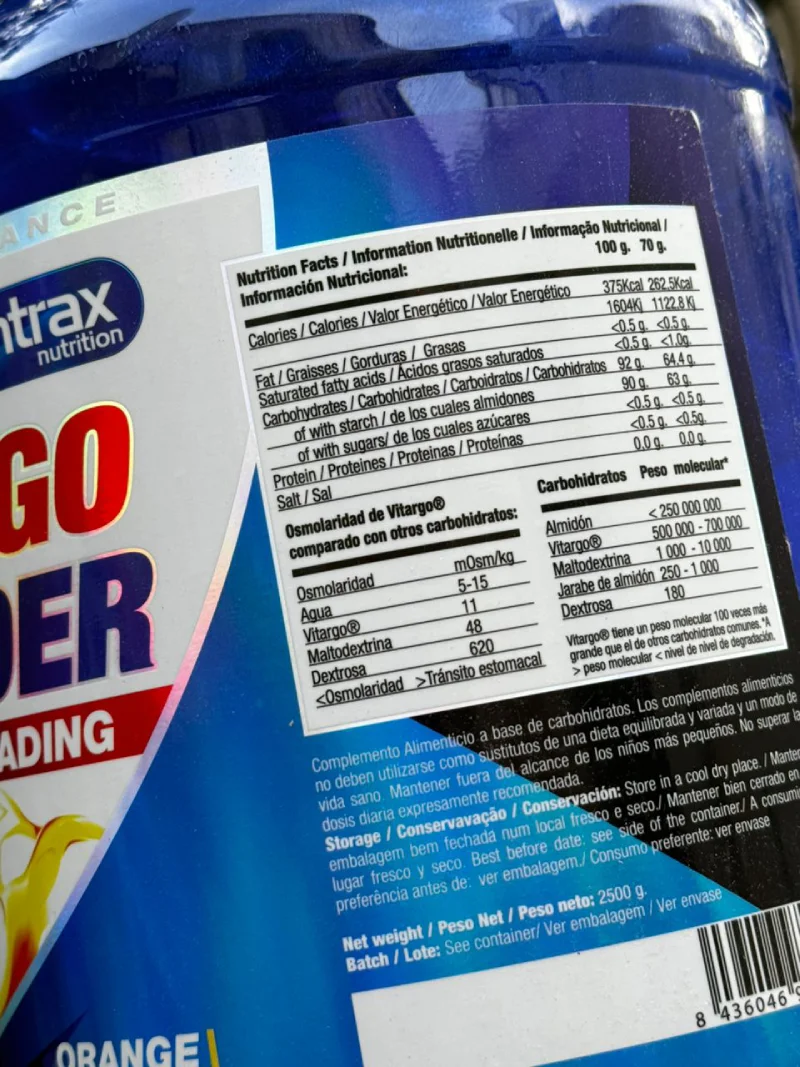 ANCE
ntrax
nutrition
GO
DER
ADING
ORANGE
Nutrition Facts / Information Nutritionelle / Informação Nutricional /
Información Nutricional:
100 g. 70 g.
Calories / Calories / Valor Energético / Valor Energético 375Kcal 262.5Kcal
1604Kj 1122.8 Kj
Fat / Graisses / Gorduras / Grasas <0.5 g. <0.5 g.
Saturated fatty acids / Ácidos grasos saturados <0.5 g. <1.0g.
Carbohydrates / Carbohidrates / Carboidratos / Carbohidratos 92 g. 64.4 g.
of with starch / de los cuales almidones 90 g. 63 g.
of with sugars/ de los cuales azúcares <0.5 g. <0.5 g.
Protein / Proteines / Proteinas / Proteínas <0.5 g. <0.5g.
Salt / Sal 0.0 g. 0.0 g.
Osmolaridad de Vitargo®
comparado con otros carbohidratos:
Osmolaridad mOsm/kg
Agua 5-15
Vitargo® 11
Maltodextrina 48
Dextrosa 620
<Osmolaridad >Tránsito estomacal
Carbohidratos Peso molecular*
Almidón < 250 000 000
Vitargo® 500 000 - 700 000
Maltodextrina 1 000 - 10 000
Jarabe de almidón 250 - 1 000
Dextrosa 180
Vitargo® tiene un peso molecular 100 veces más
grande que el de otros carbohidratos comunes. *A
> peso molecular < nivel de nivel de degradación.
Complemento Alimenticio a base de carbohidratos. Los complementos alimenticios
no deben utilizarse como sustitutos de una dieta equilibrada y variada y un modo de
vida sano. Mantener fuera del alcance de los niños más pequeños. No superar la
dosis diaria expresamente recomendada.
Storage / Conservavação / Conservación: Store in a cool dry place. / Manter
embalagem bem fechada num local fresco e seco./ Mantener bien cerrado en
lugar fresco y seco. Best before date: see side of the container./ A consumi
preferência antes de: ver embalagem./ Consumo preferente: ver envase
Net weight / Peso Net / Peso neto: 2500 g.
Batch / Lote: See container/ Ver embalagem / Ver envase
8 436046